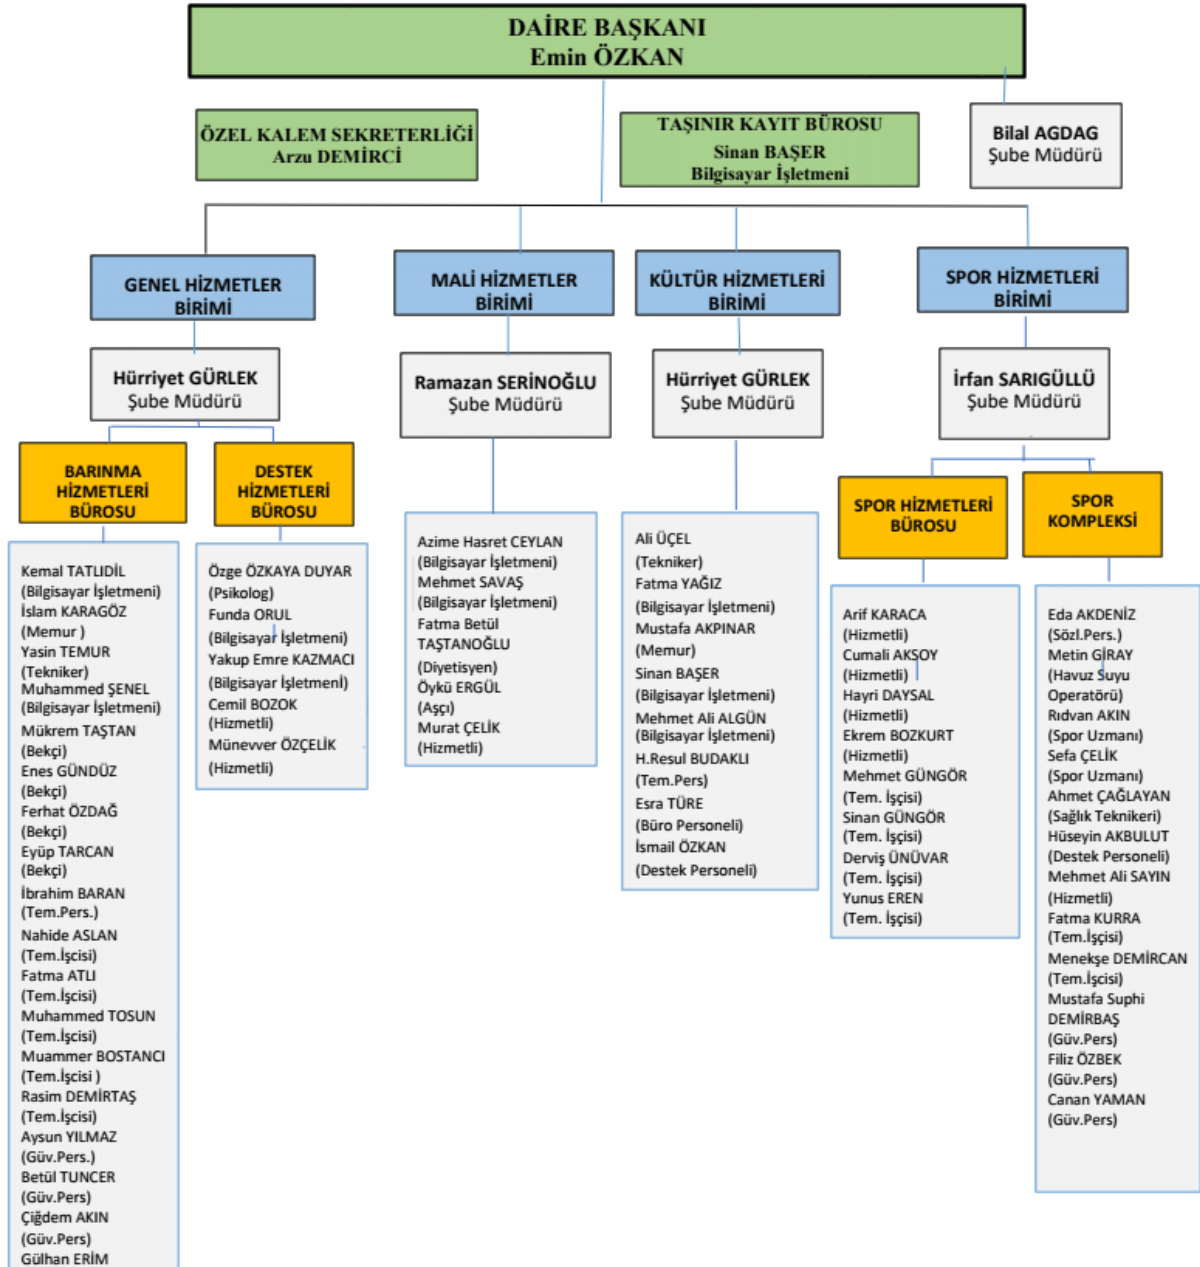 DAİRE BAŞKANI
Emin ÖZKAN
ÖZEL KALEM SEKRETERLİĞİ
Arzu DEMİRCİ
TAŞINIR KAYIT BÜROSU
Sinan BAŞER
Bilgisayar İşletmeni
Bilal AGDAG
Şube Müdürü
GENEL HİZMETLER
BİRİMİ
MALİ HİZMETLER
BİRİMİ
KÜLTÜR HİZMETLERİ
BİRİMİ
SPOR HİZMETLERİ
BİRİMİ
Hürriyet GÜRLEK
Şube Müdürü
Ramazan SERİNOĞLU
Şube Müdürü
Hürriyet GÜRLEK
Şube Müdürü
İrfan SARIGÜLLÜ
Şube Müdürü
BARINMA
HİZMETLERİ
BÜROSU
DESTEK
HİZMETLERİ
BÜROSU
SPOR HİZMETLERİ
BÜROSU
SPOR
KOMPLEKSİ
Kemal TATLIDİL
(Bilgisayar İşletmeni)
İslam KARAGÖZ
(Memur )
Yasin TEMUR
(Tekniker)
Muhammed ŞENEL
(Bilgisayar İşletmeni)
Mükrem TAŞTAN
(Bekçi)
Enes GÜNDÜZ
(Bekçi)
Ferhat ÖZDAĞ
(Bekçi)
Eyüp TARCAN
(Bekçi)
İbrahim BARAN
(Tem.Pers.)
Nahide ASLAN
(Tem.İşcisi)
Fatma ATLI
(Tem.İşcisi)
Muhammed TOSUN
(Tem.İşcisi)
Muammer BOSTANCI
(Tem.İşcisi )
Rasim DEMİRTAŞ
(Tem.İşcisi)
Aysun YILMAZ
(Güv.Pers.)
Betül TUNCER
(Güv.Pers)
Çiğdem AKIN
(Güv.Pers)
Gülhan ERİM
Özge ÖZKAYA DUYAR
(Psikolog)
Funda ORUL
(Bilgisayar İşletmeni)
Yakup Emre KAZMACI
(Bilgisayar İşletmenİ)
Cemil BOZOK
(Hizmetli)
Münevver ÖZÇELİK
(Hizmetli)
Azime Hasret CEYLAN
(Bilgisayar İşletmeni)
Mehmet SAVAŞ
(Bilgisayar İşletmeni)
Fatma Betül
TAŞTANOĞLU
(Diyetisyen)
Öykü ERGÜL
(Aşçı)
Murat ÇELİK
(Hizmetli)
Ali ÜÇEL
(Tekniker)
Fatma YAĞIZ
(Bilgisayar İşletmeni)
Mustafa AKPINAR
(Memur)
Sinan BAŞER
(Bilgisayar İşletmeni)
Mehmet Ali ALGÜN
(Bilgisayar İşletmeni)
H.Resul BUDAKLI
(Tem.Pers)
Esra TÜRE
(Büro Personeli)
İsmail ÖZKAN
(Destek Personeli)
Arif KARACA
(Hizmetli)
Cumali AKSOY
(Hizmetli)
Hayri DAYSAL
(Hizmetli)
Ekrem BOZKURT
(Hizmetli)
Mehmet GÜNGÖR
(Tem. İşçisi)
Sinan GÜNGÖR
(Tem. İşçisi)
Derviş ÜNÜVAR
(Tem. İşçisi)
Yunus EREN
(Tem. İşçisi)
Eda AKDENİZ
(Sözl.Pers.)
Metin GİRAY
(Havuz Suyu
Operatörü)
Rıdvan AKIN
(Spor Uzmanı)
Sefa ÇELİK
(Spor Uzmanı)
Ahmet ÇAĞLAYAN
(Sağlık Teknikeri)
Hüseyin AKBULUT
(Destek Personeli)
Mehmet Ali SAYIN
(Hizmetli)
Fatma KURRA
(Tem.İşçisi)
Menekşe DEMİRCAN
(Tem.İşçisi)
Mustafa Suphi
DEMİRBAŞ
(Güv.Pers)
Filiz ÖZBEK
(Güv.Pers)
Canan YAMAN
(Güv.Pers)